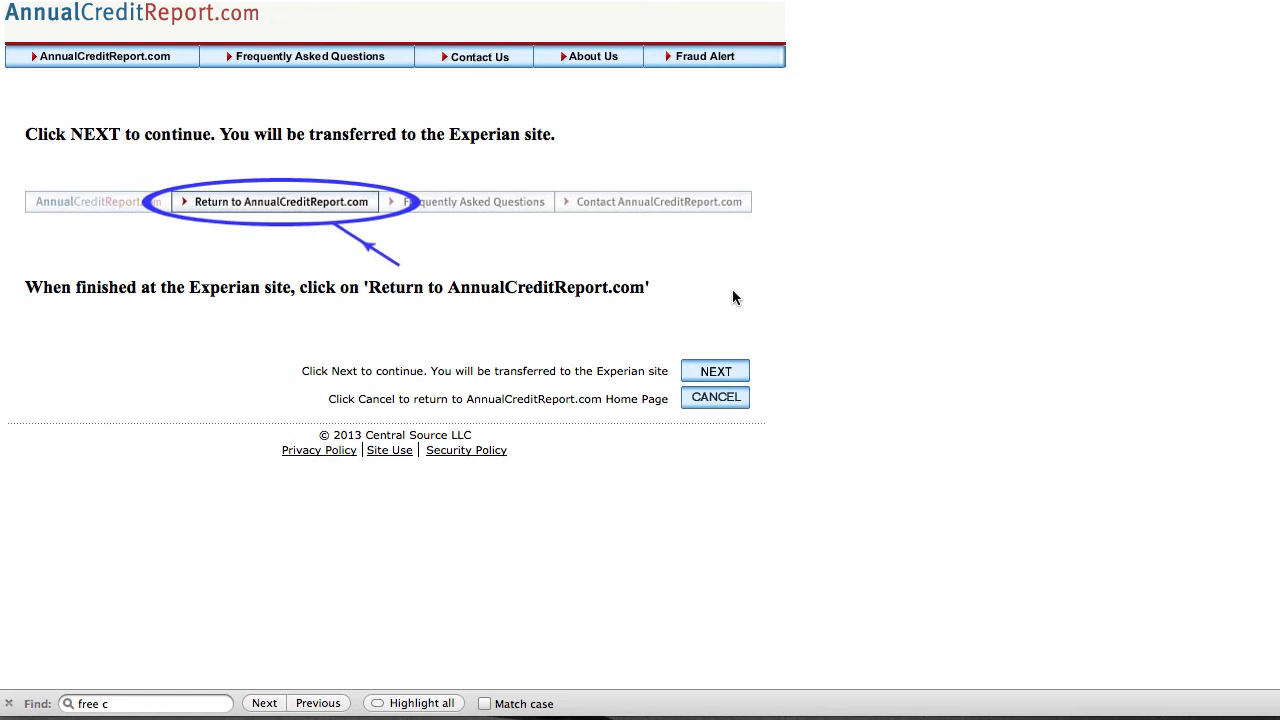 AnnualCreditReport.com
AnnualCreditReport.com Frequently Asked Questions Contact Us About Us Fraud Alert
Click NEXT to continue. You will be transferred to the Experian site.
AnnualCreditReport Return to AnnualCreditReport.com Frequently Asked Questions Contact AnnualCreditReport.com
When finished at the Experian site, click on 'Return to AnnualCreditReport.com'
Click Next to continue. You will be transferred to the Experian site NEXT
Click Cancel to return to AnnualCreditReport.com Home Page CANCEL
© 2013 Central Source LLC
Privacy Policy | Site Use | Security Policy
Find: free c Next Previous Highlight all Match case